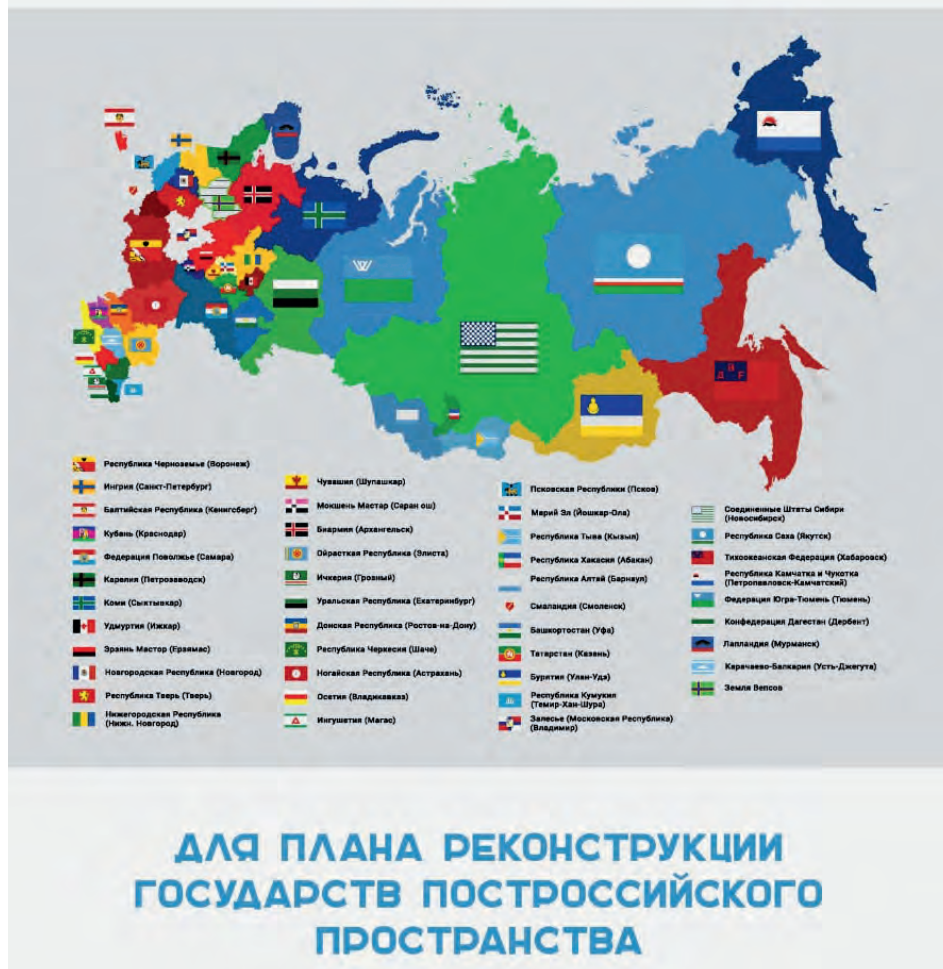 Республика Черноземье (Воронеж)
Ингрия (Санкт-Петербург)
Балтийская Республика (Кенигсберг)
Кубань (Краснодар)
Федерация Поволжье (Самара)
Карелия (Петрозаводск)
Коми (Сыктывкар)
Удмуртия (Ижкар)
Эрзянь Мастор (Ерзямас)
Новгородская Республика (Новгород)
Республика Тверь (Тверь)
Нижегородская Республика
(Нижн. Новгород)
Чувашия (Шупашкар)
Мокшень Мастар (Саран ош)
Биармия (Архангельск)
Ойрасткая Республика (Элиста)
Ичкерия (Грозный)
Уральская Республика (Екатеринбург)
Донская Республика (Ростов-на-Дону)
Республика Черкесия (Шаче)
Ногайская Республика (Астрахань)
Осетия (Владикавказ)
Ингушетия (Магас)
Псковская Республики (Псков)
Марий Эл (Йошкар-Ола)
Республика Тыва (Кызыл)
Республика Хакасия (Абакан)
Республика Алтай (Барнаул)
Смаландия (Смоленск)
Башкортостан (Уфа)
Татарстан (Казень)
Бурятия (Улан-Удэ)
Республика Кумукия
(Темир-Хан-Шура)
Залесье (Московская Республика)
(Владимир)
Соединенные Штаты Сибири
(Новосибирск)
Республика Саха (Якутск)
Тихоокеанская Федерация (Хабаровск)
Республика Камчатка и Чукотка
(Петропавловск-Камчатский)
Федерация Югра-Тюмень (Тюмень)
Конфедерация Дагестан (Дербент)
Лапландия (Мурманск)
Карачаево-Балкария (Усть-Джегута)
Земля Вепсов
ДЛЯ ПЛАНА РЕКОНСТРУКЦИИ
ГОСУДАРСТВ ПОСТРОССИЙСКОГО
ПРОСТРАНСТВА